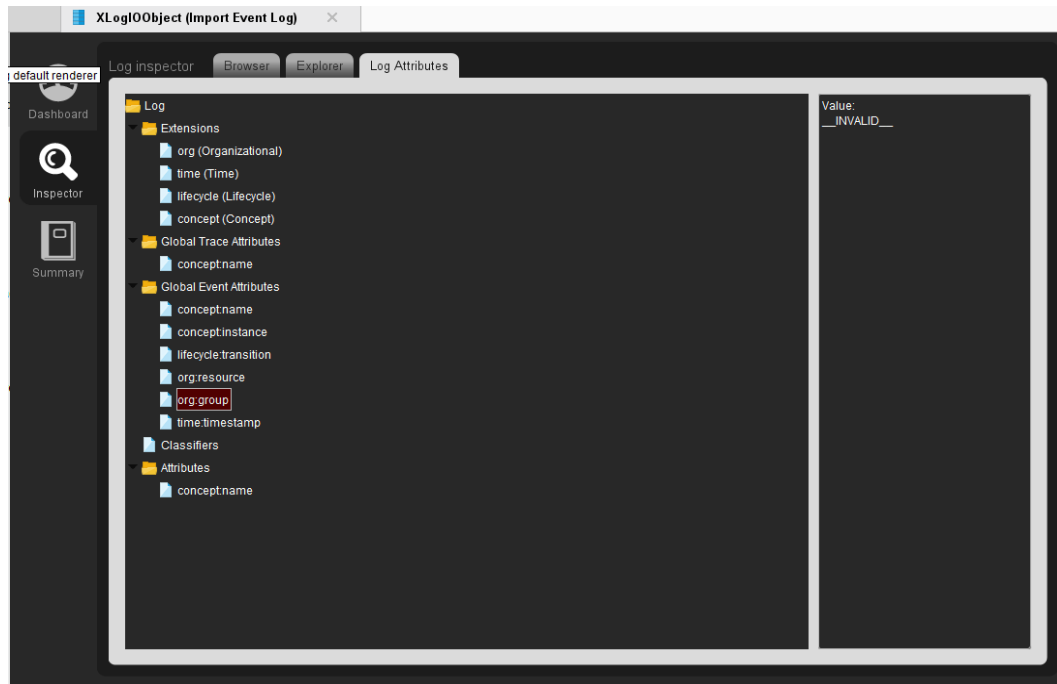 XLogIOObject (Import Event Log)
Log inspector Browser Explorer Log Attributes
default renderer
Dashboard
Inspector
Summary
Log
Extensions
org (Organizational)
time (Time)
lifecycle (Lifecycle)
concept (Concept)
Global Trace Attributes
concept:name
Global Event Attributes
concept:name
concept:instance
lifecycle:transition
org:resource
org:group
time:timestamp
Classifiers
Attributes
concept:name
Value:
__INVALID__